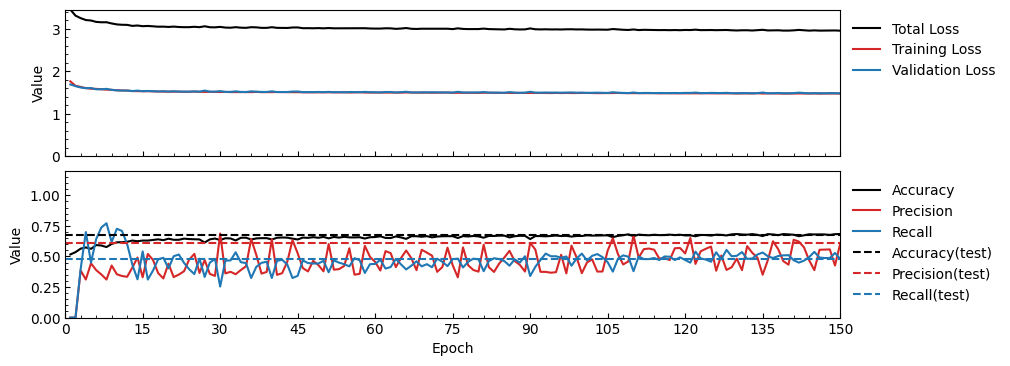 Value
3
2
1
0
Total Loss
Training Loss
Validation Loss
Value
1.00
0.75
0.50
0.25
0.00
0 15 30 45 60 75 90 105 120 135 150
Epoch
Accuracy
Precision
Recall
Accuracy(test)
Precision(test)
Recall(test)